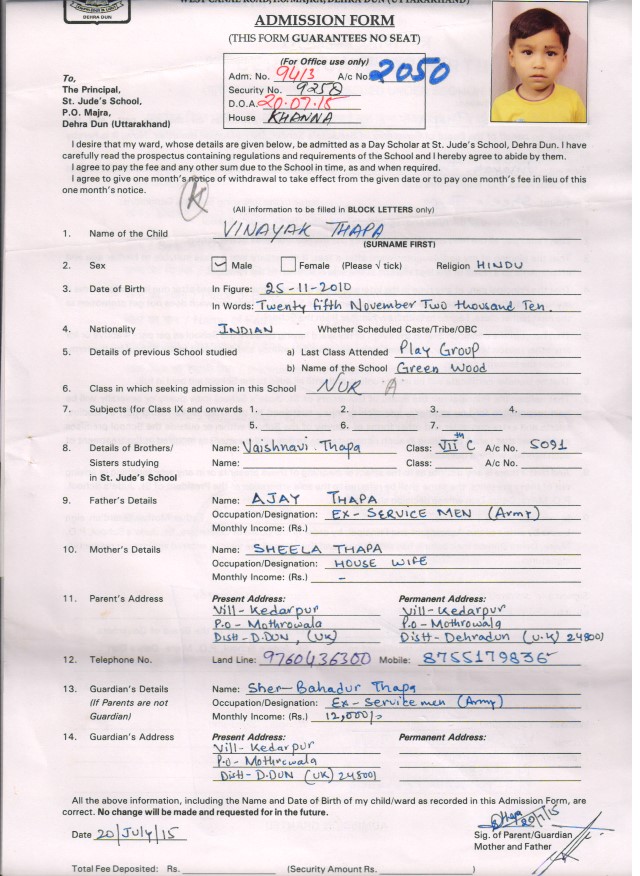 DEHRA DUN
WEST CANAL ROAD, P.O. MAJRA, DEHRA DUN (UTTARAKHAND)
ADMISSION FORM
(THIS FORM GUARANTEES NO SEAT)
(For Office use only)
Adm. No. 9413 A/c No. 2050
Security No. 9258
D.O.A. 20.07.15
House KHANNA
To,
The Principal,
St. Jude's School,
P.O. Majra,
Dehra Dun (Uttarakhand)
I desire that my ward, whose details are given below, be admitted as a Day Scholar at St. Jude's School, Dehra Dun. I have
carefully read the prospectus containing regulations and requirements of the School and I hereby agree to abide by them.
I agree to pay the fee and any other sum due to the School in time, as and when required.
I agree to give one month's notice of withdrawal to take effect from the given date or to pay one month's fee in lieu of this
one month's notice.
(All information to be filled in BLOCK LETTERS only)
1. Name of the Child VINAYAK THAPA
(SURNAME FIRST)
2. Sex Male Female (Please √ tick) Religion HINDU
3. Date of Birth In Figure: 25-11-2010
In Words: Twenty fifth November Two thousand Ten.
4. Nationality INDIAN Whether Scheduled Caste/Tribe/OBC
5. Details of previous School studied a) Last Class Attended Play Group
b) Name of the School Green Wood
6. Class in which seeking admission in this School NUR 'A'
7. Subjects (for Class IX and onwards 1. 2. 3. 4.
5. 6. 7.
8. Details of Brothers/ Name: Vaishnavi. Thapa Class: VIIth C A/c No. 5091
Sisters studying Name: Class: A/c No.
in St. Jude's School
9. Father's Details Name: AJAY THAPA
Occupation/Designation: EX-SERVICE MEN (Army)
Monthly Income: (Rs.)
10. Mother's Details Name: SHEELA THAPA
Occupation/Designation: HOUSE WIFE
Monthly Income: (Rs.) –
11. Parent's Address Present Address: Permanent Address:
Vill- Kedarpur Vill- Kedarpur
P.o - Mothrowala P.o - Mothrowala
Distt- D.DUN, (UK) Distt- Dehradun (U.K) 248001
12. Telephone No. Land Line: 9760436300 Mobile: 8755179836
13. Guardian's Details Name: Sher- Bahadur Thapa
(If Parents are not Occupation/Designation: Ex- Servicemen (Army)
Guardian) Monthly Income: (Rs.) 12,000/-
14. Guardian's Address Present Address: Permanent Address:
Vill- Kedarpur
P.o- Mothrowala
Distt- D.DUN (UK) 248001
All the above information, including the Name and Date of Birth of my child/ward as recorded in this Admission Form, are
correct. No change will be made and requested for in the future.
Date 20/July/15
Sig. of Parent/Guardian
Mother and Father
Total Fee Deposited: Rs. (Security Amount Rs. )